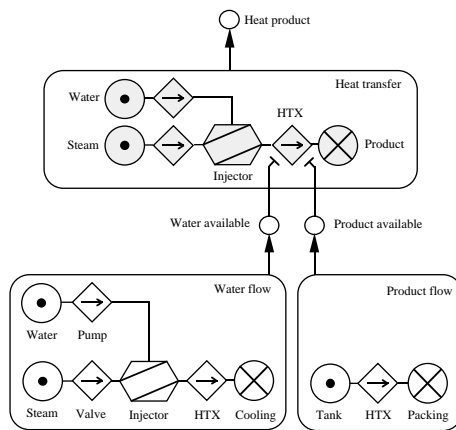 Heat product
Heat transfer
Water
HTX
Steam
Product
Injector
Water available
Product available
Water flow
Product flow
Water
Pump
Steam
Valve
Injector
HTX
Cooling
Tank
HTX
Packing